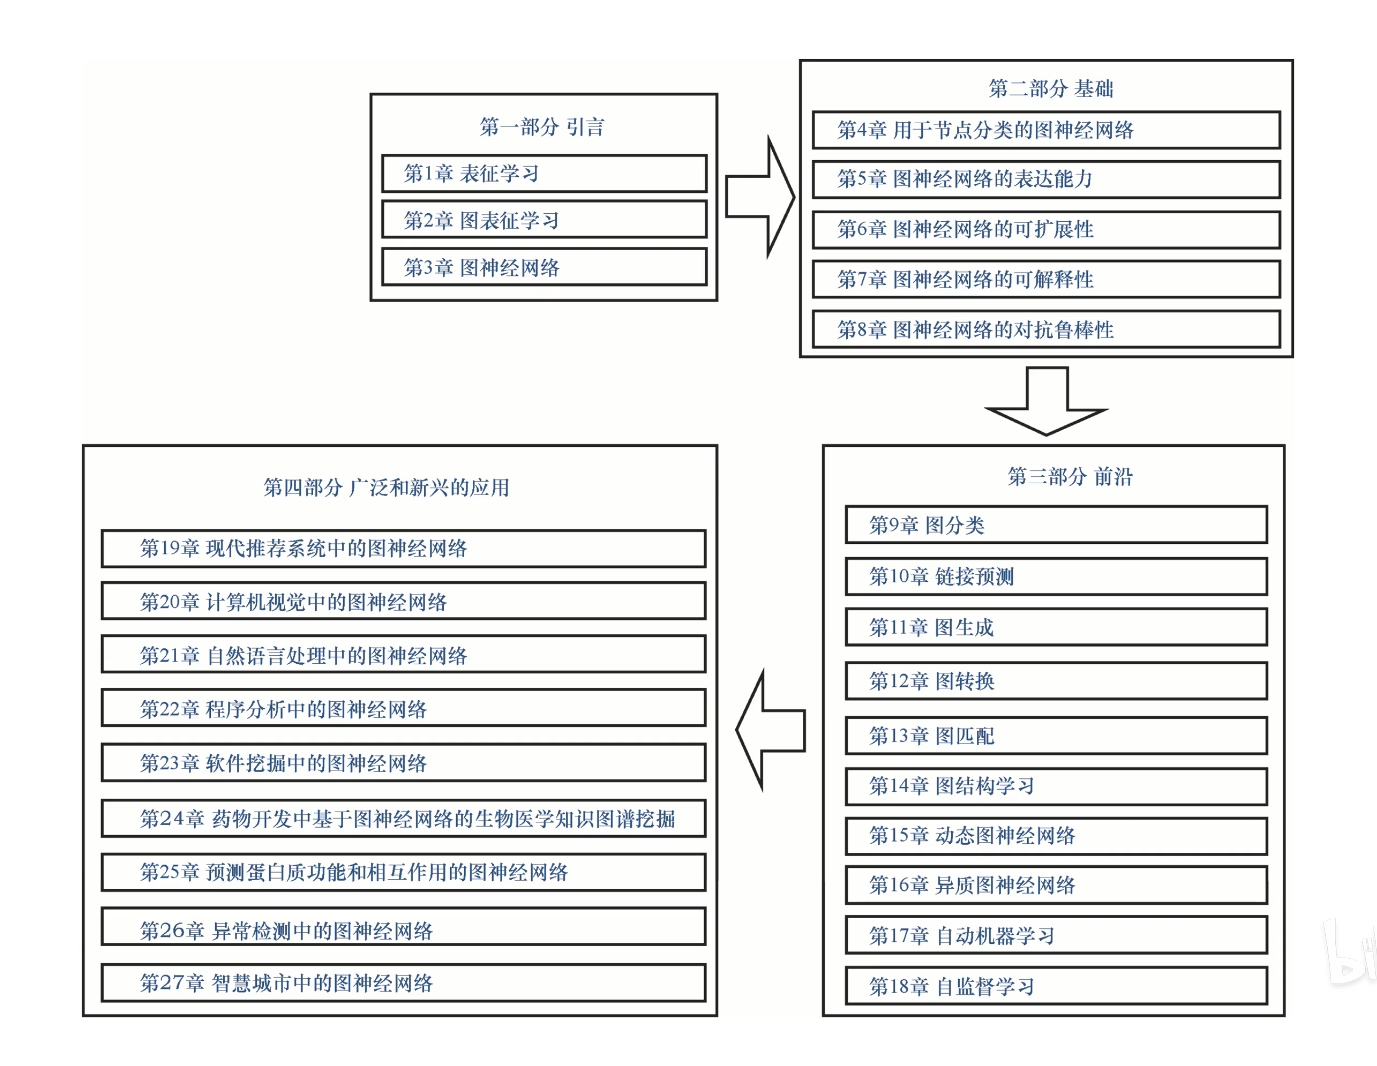 第一部分 引言
第1章 表征学习
第2章 图表征学习
第3章 图神经网络
第二部分 基础
第4章 用于节点分类的图神经网络
第5章 图神经网络的表达能力
第6章 图神经网络的可扩展性
第7章 图神经网络的可解释性
第8章 图神经网络的对抗鲁棒性
第三部分 前沿
第9章 图分类
第10章 链接预测
第11章 图生成
第12章 图转换
第13章 图匹配
第14章 图结构学习
第15章 动态图神经网络
第16章 异质图神经网络
第17章 自动机器学习
第18章 自监督学习
第四部分 广泛和新兴的应用
第19章 现代推荐系统中的图神经网络
第20章 计算机视觉中的图神经网络
第21章 自然语言处理中的图神经网络
第22章 程序分析中的图神经网络
第23章 软件挖掘中的图神经网络
第24章 药物开发中基于图神经网络的生物医学知识图谱挖掘
第25章 预测蛋白质功能和相互作用的图神经网络
第26章 异常检测中的图神经网络
第27章 智慧城市中的图神经网络